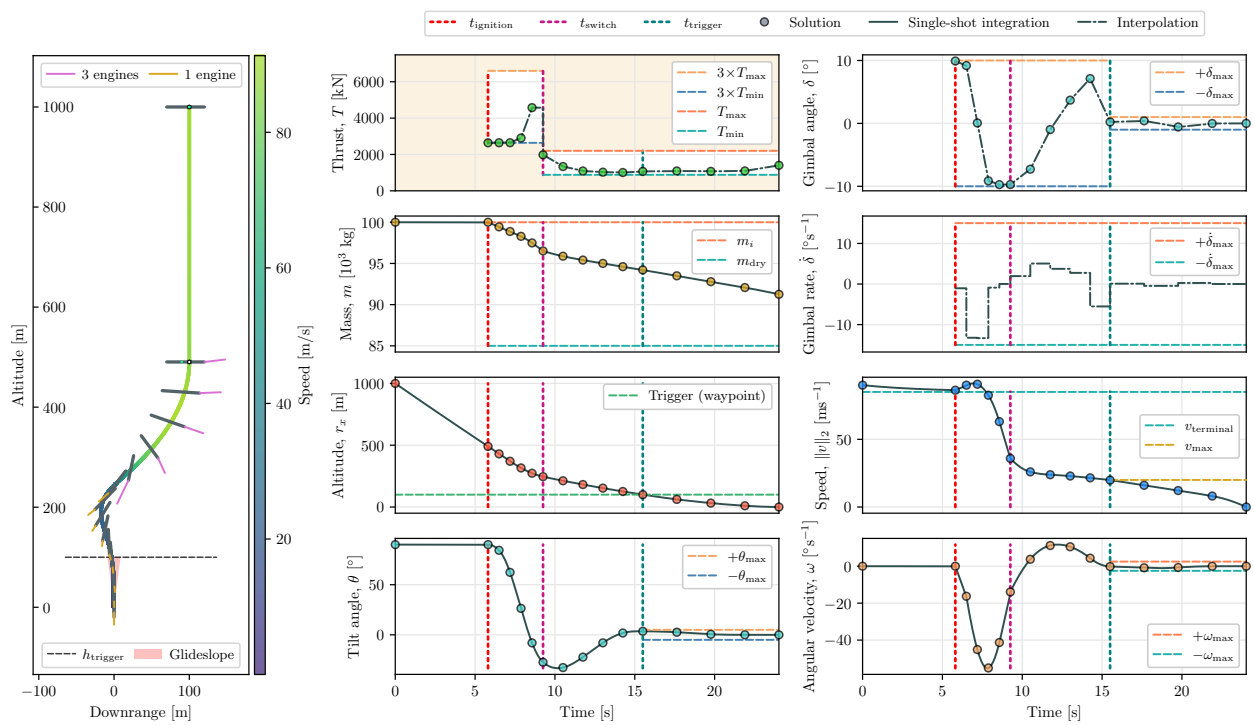 t_ignition t_switch t_trigger Solution Single-shot integration Interpolation
3 engines 1 engine
1000
800
600
400
200
0
Altitude [m]
−100 0 100
Downrange [m]
h_trigger Glideslope
80
60
40
20
Speed [m/s]
6000
4000
2000
0
Thrust, T [kN]
3×T_max
3×T_min
T_max
T_min
10
0
−10
Gimbal angle, δ [°]
+δ_max
−δ_max
100
95
90
85
Mass, m [10³ kg]
m_i
m_dry
10
0
−10
Gimbal rate, δ̇ [° s⁻¹]
+δ̇_max
−δ̇_max
1000
500
0
Altitude, r_x [m]
Trigger (waypoint)
50
0
Speed, ‖v‖₂ [ms⁻¹]
v_terminal
v_max
50
0
Tilt angle, θ [°]
+θ_max
−θ_max
0 5 10 15 20
Time [s]
0
−20
−40
Angular velocity, ω [° s⁻¹]
+ω_max
−ω_max
0 5 10 15 20
Time [s]